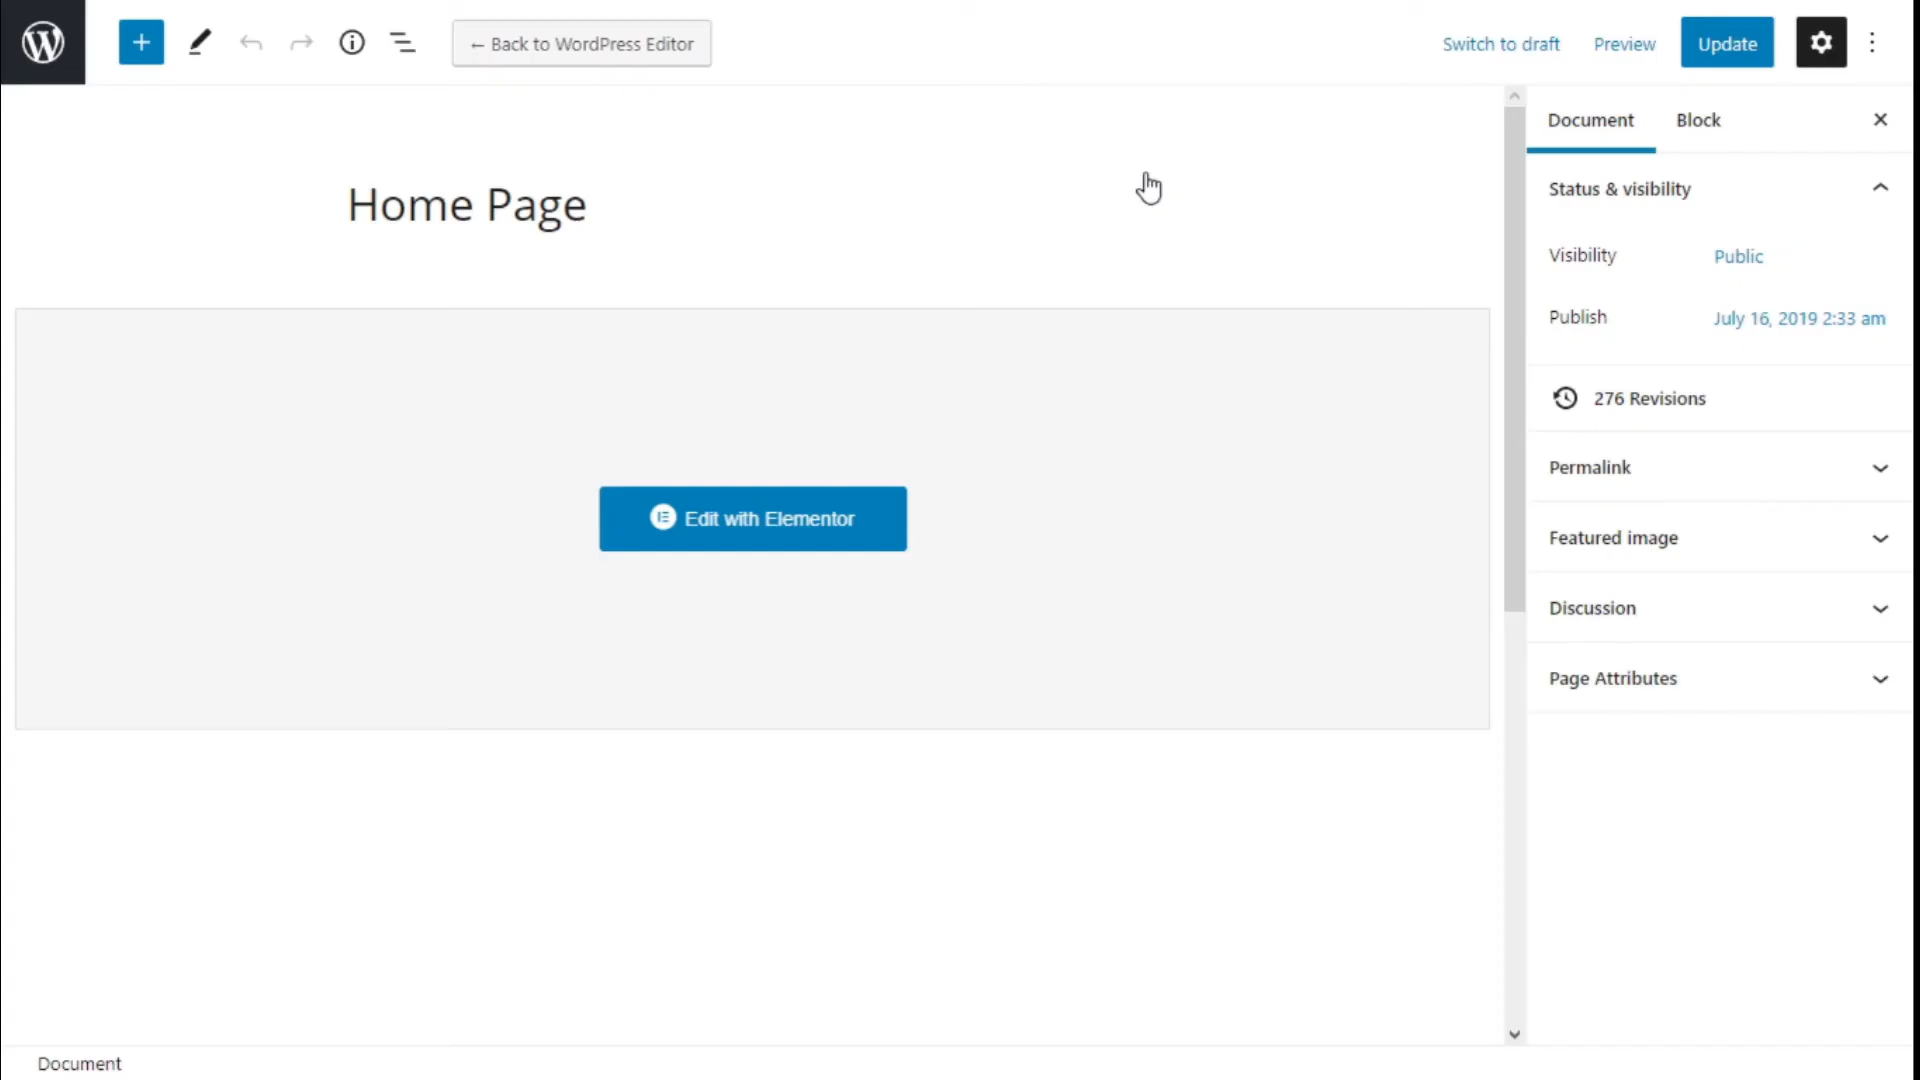 ← Back to WordPress Editor
Switch to draft
Preview
Update
Document
Block
Home Page
Status & visibility
Visibility
Public
Publish
July 16, 2019 2:33 am
276 Revisions
Permalink
Edit with Elementor
Featured image
Discussion
Page Attributes
Document